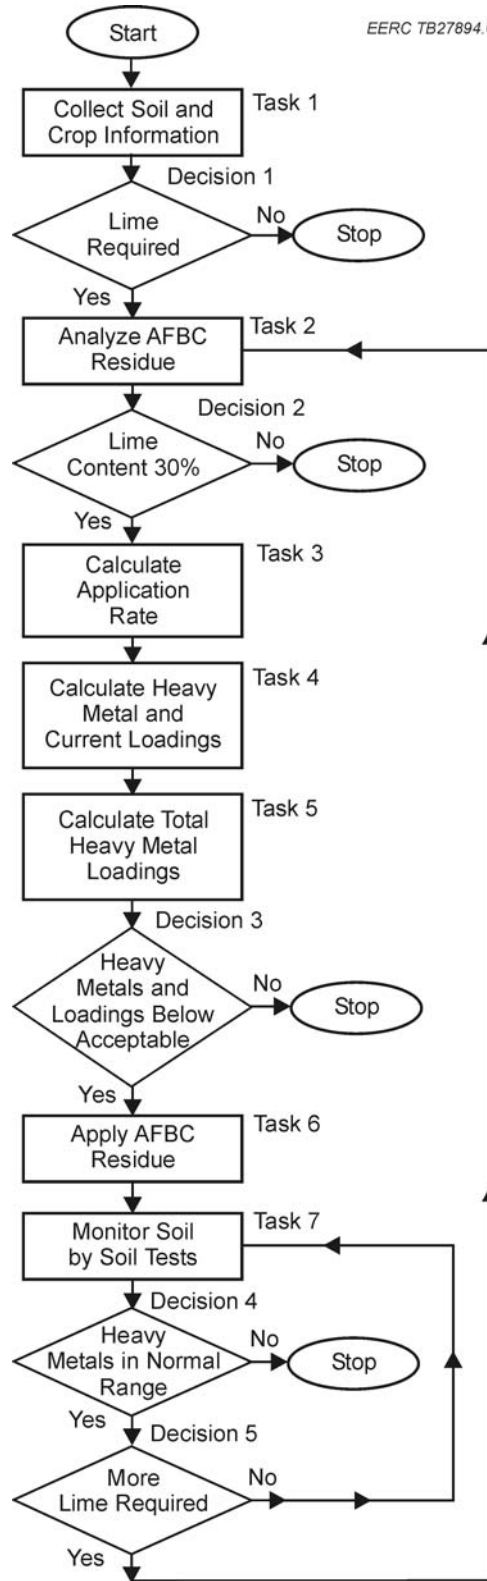 Start
EERC TB27894.
Collect Soil and
Crop Information
Task 1
Decision 1
Lime
Required
No
Stop
Yes
Analyze AFBC
Residue
Task 2
Decision 2
Lime
Content 30%
No
Stop
Yes
Calculate
Application
Rate
Task 3
Calculate Heavy
Metal and
Current Loadings
Task 4
Calculate Total
Heavy Metal
Loadings
Task 5
Decision 3
Heavy
Metals and
Loadings Below
Acceptable
No
Stop
Yes
Apply AFBC
Residue
Task 6
Monitor Soil
by Soil Tests
Task 7
Decision 4
Heavy
Metals in Normal
Range
No
Stop
Yes
Decision 5
More
Lime Required
No
Yes